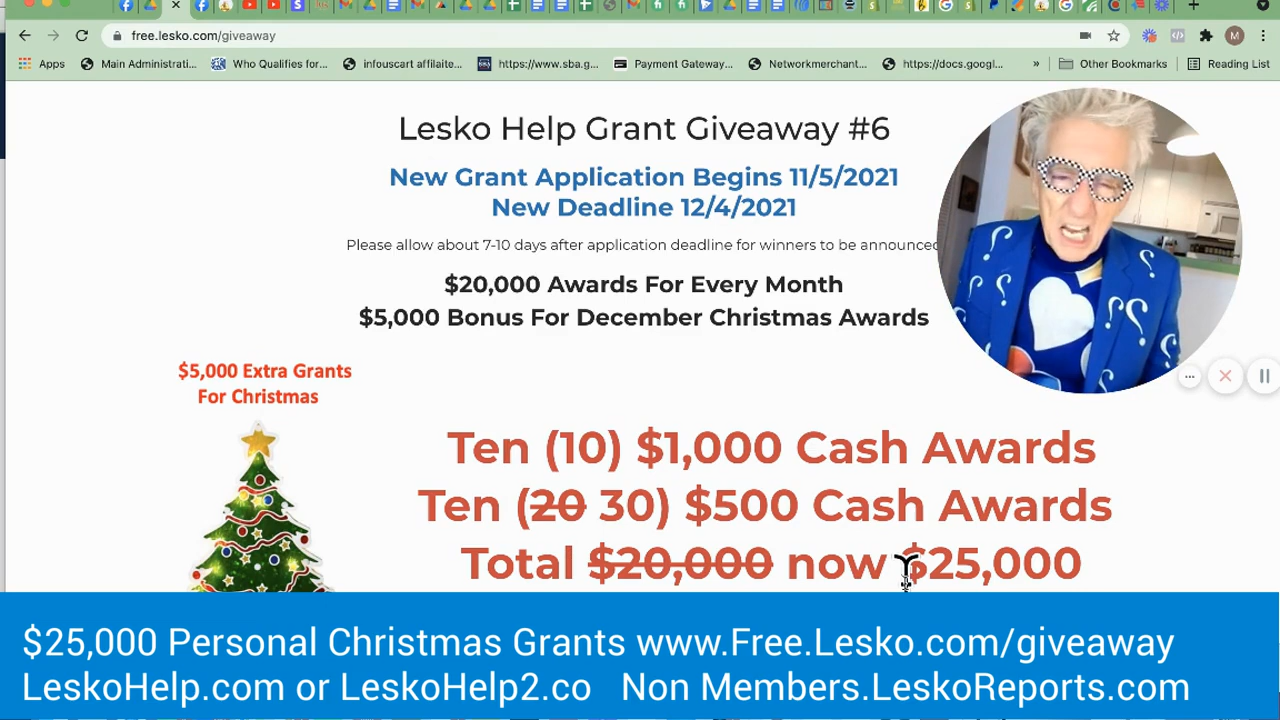 free.lesko.com/giveaway
M
Apps
Main Administrati...
Who Qualifies for...
infouscart affilaite...
https://www.sba.g...
Payment Gateway...
Networkmerchant...
https://docs.googl...
»
Other Bookmarks
Reading List
Lesko Help Grant Giveaway #6
New Grant Application Begins 11/5/2021
New Deadline 12/4/2021
Please allow about 7-10 days after application deadline for winners to be announced
$20,000 Awards For Every Month
$5,000 Bonus For December Christmas Awards
$5,000 Extra Grants
For Christmas
Ten (10) $1,000 Cash Awards
Ten (20 30) $500 Cash Awards
Total $20,000 now $25,000
$25,000 Personal Christmas Grants www.Free.Lesko.com/giveaway
LeskoHelp.com or LeskoHelp2.co Non Members.LeskoReports.com